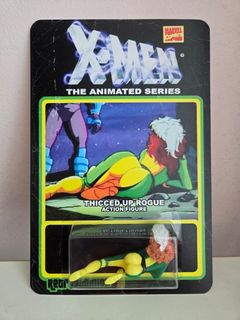 X-MEN
MARVEL
THE ANIMATED SERIES
THICCED UP ROGUE
ACTION FIGURE